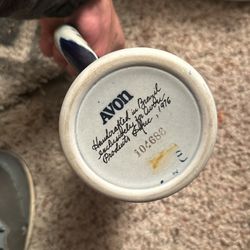 AVON
Handcrafted in Brazil
exclusively for Avon
Products Inc., 1976
104688